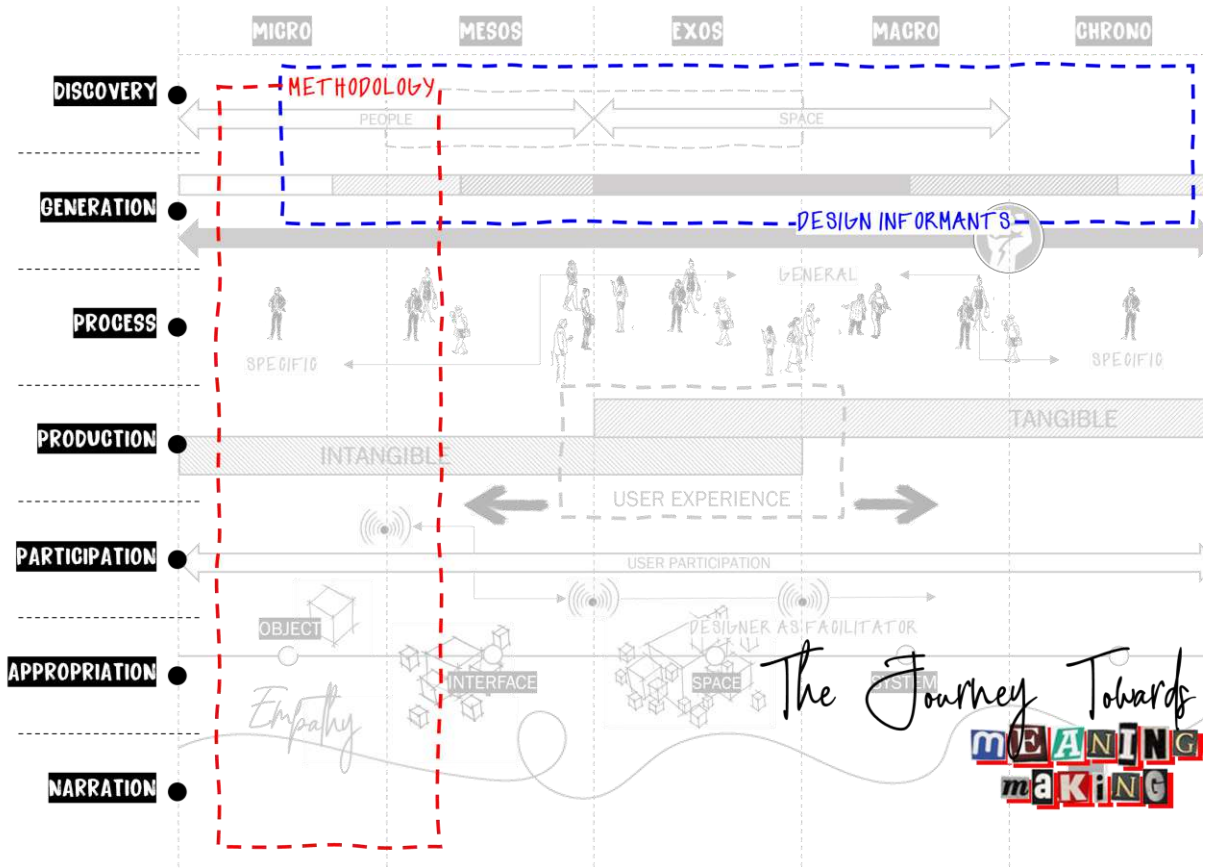 MICRO MESOS EXOS MACRO CHRONO
DISCOVERY
METHODOLOGY
PEOPLE SPACE
GENERATION
DESIGN INFORMANTS
GENERAL
PROCESS
SPECIFIC SPECIFIC
TANGIBLE
PRODUCTION
INTANGIBLE
USER EXPERIENCE
PARTICIPATION
USER PARTICIPATION
OBJECT
DESIGNER AS FACILITATOR
APPROPRIATION
INTERFACE SPACE SYSTEM
The Journey Towards
Empathy
mEANING
maKiNG
NARRATION